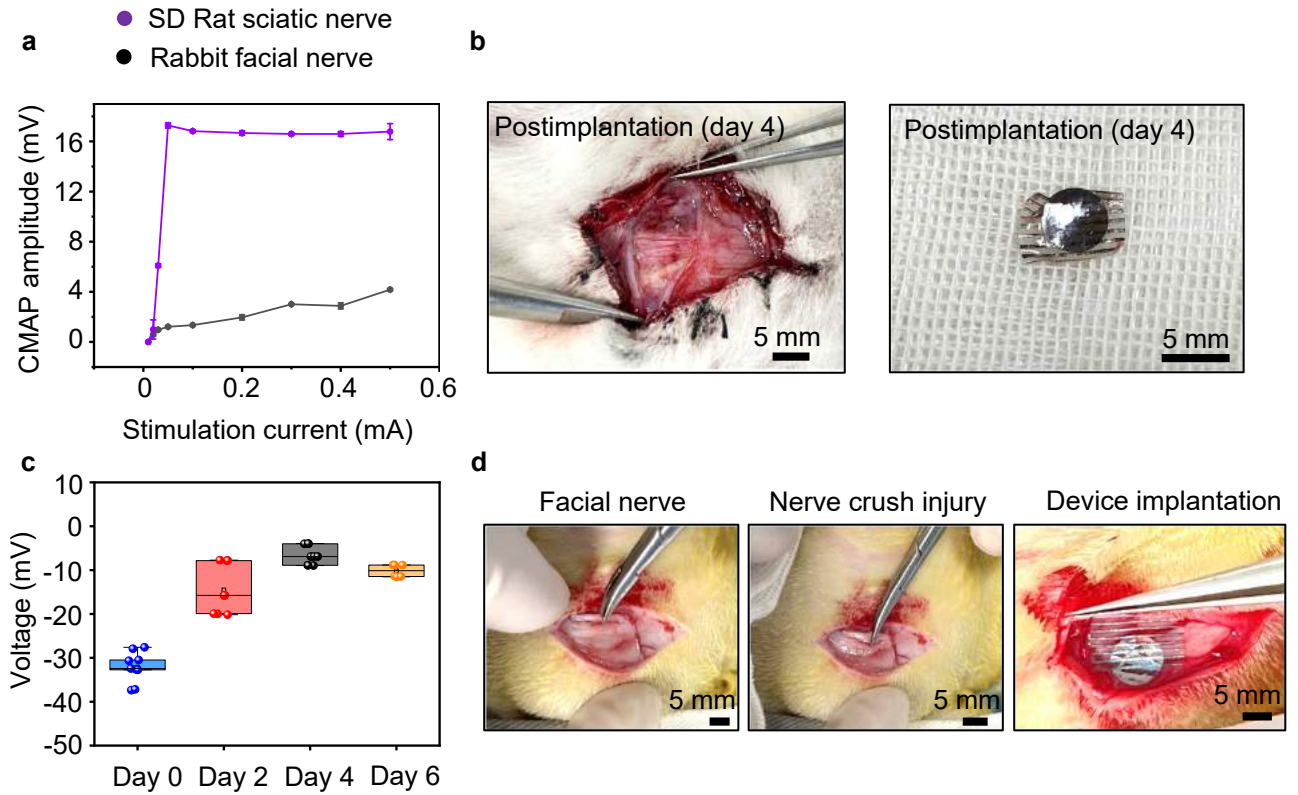 a
SD Rat sciatic nerve
Rabbit facial nerve
CMAP amplitude (mV)
16
12
8
4
0
0
0.2
0.4
0.6
Stimulation current (mA)
b
Postimplantation (day 4)
5 mm
Postimplantation (day 4)
5 mm
c
Voltage (mV)
10
0
-10
-20
-30
-40
-50
Day 0
Day 2
Day 4
Day 6
d
Facial nerve
5 mm
Nerve crush injury
5 mm
Device implantation
5 mm